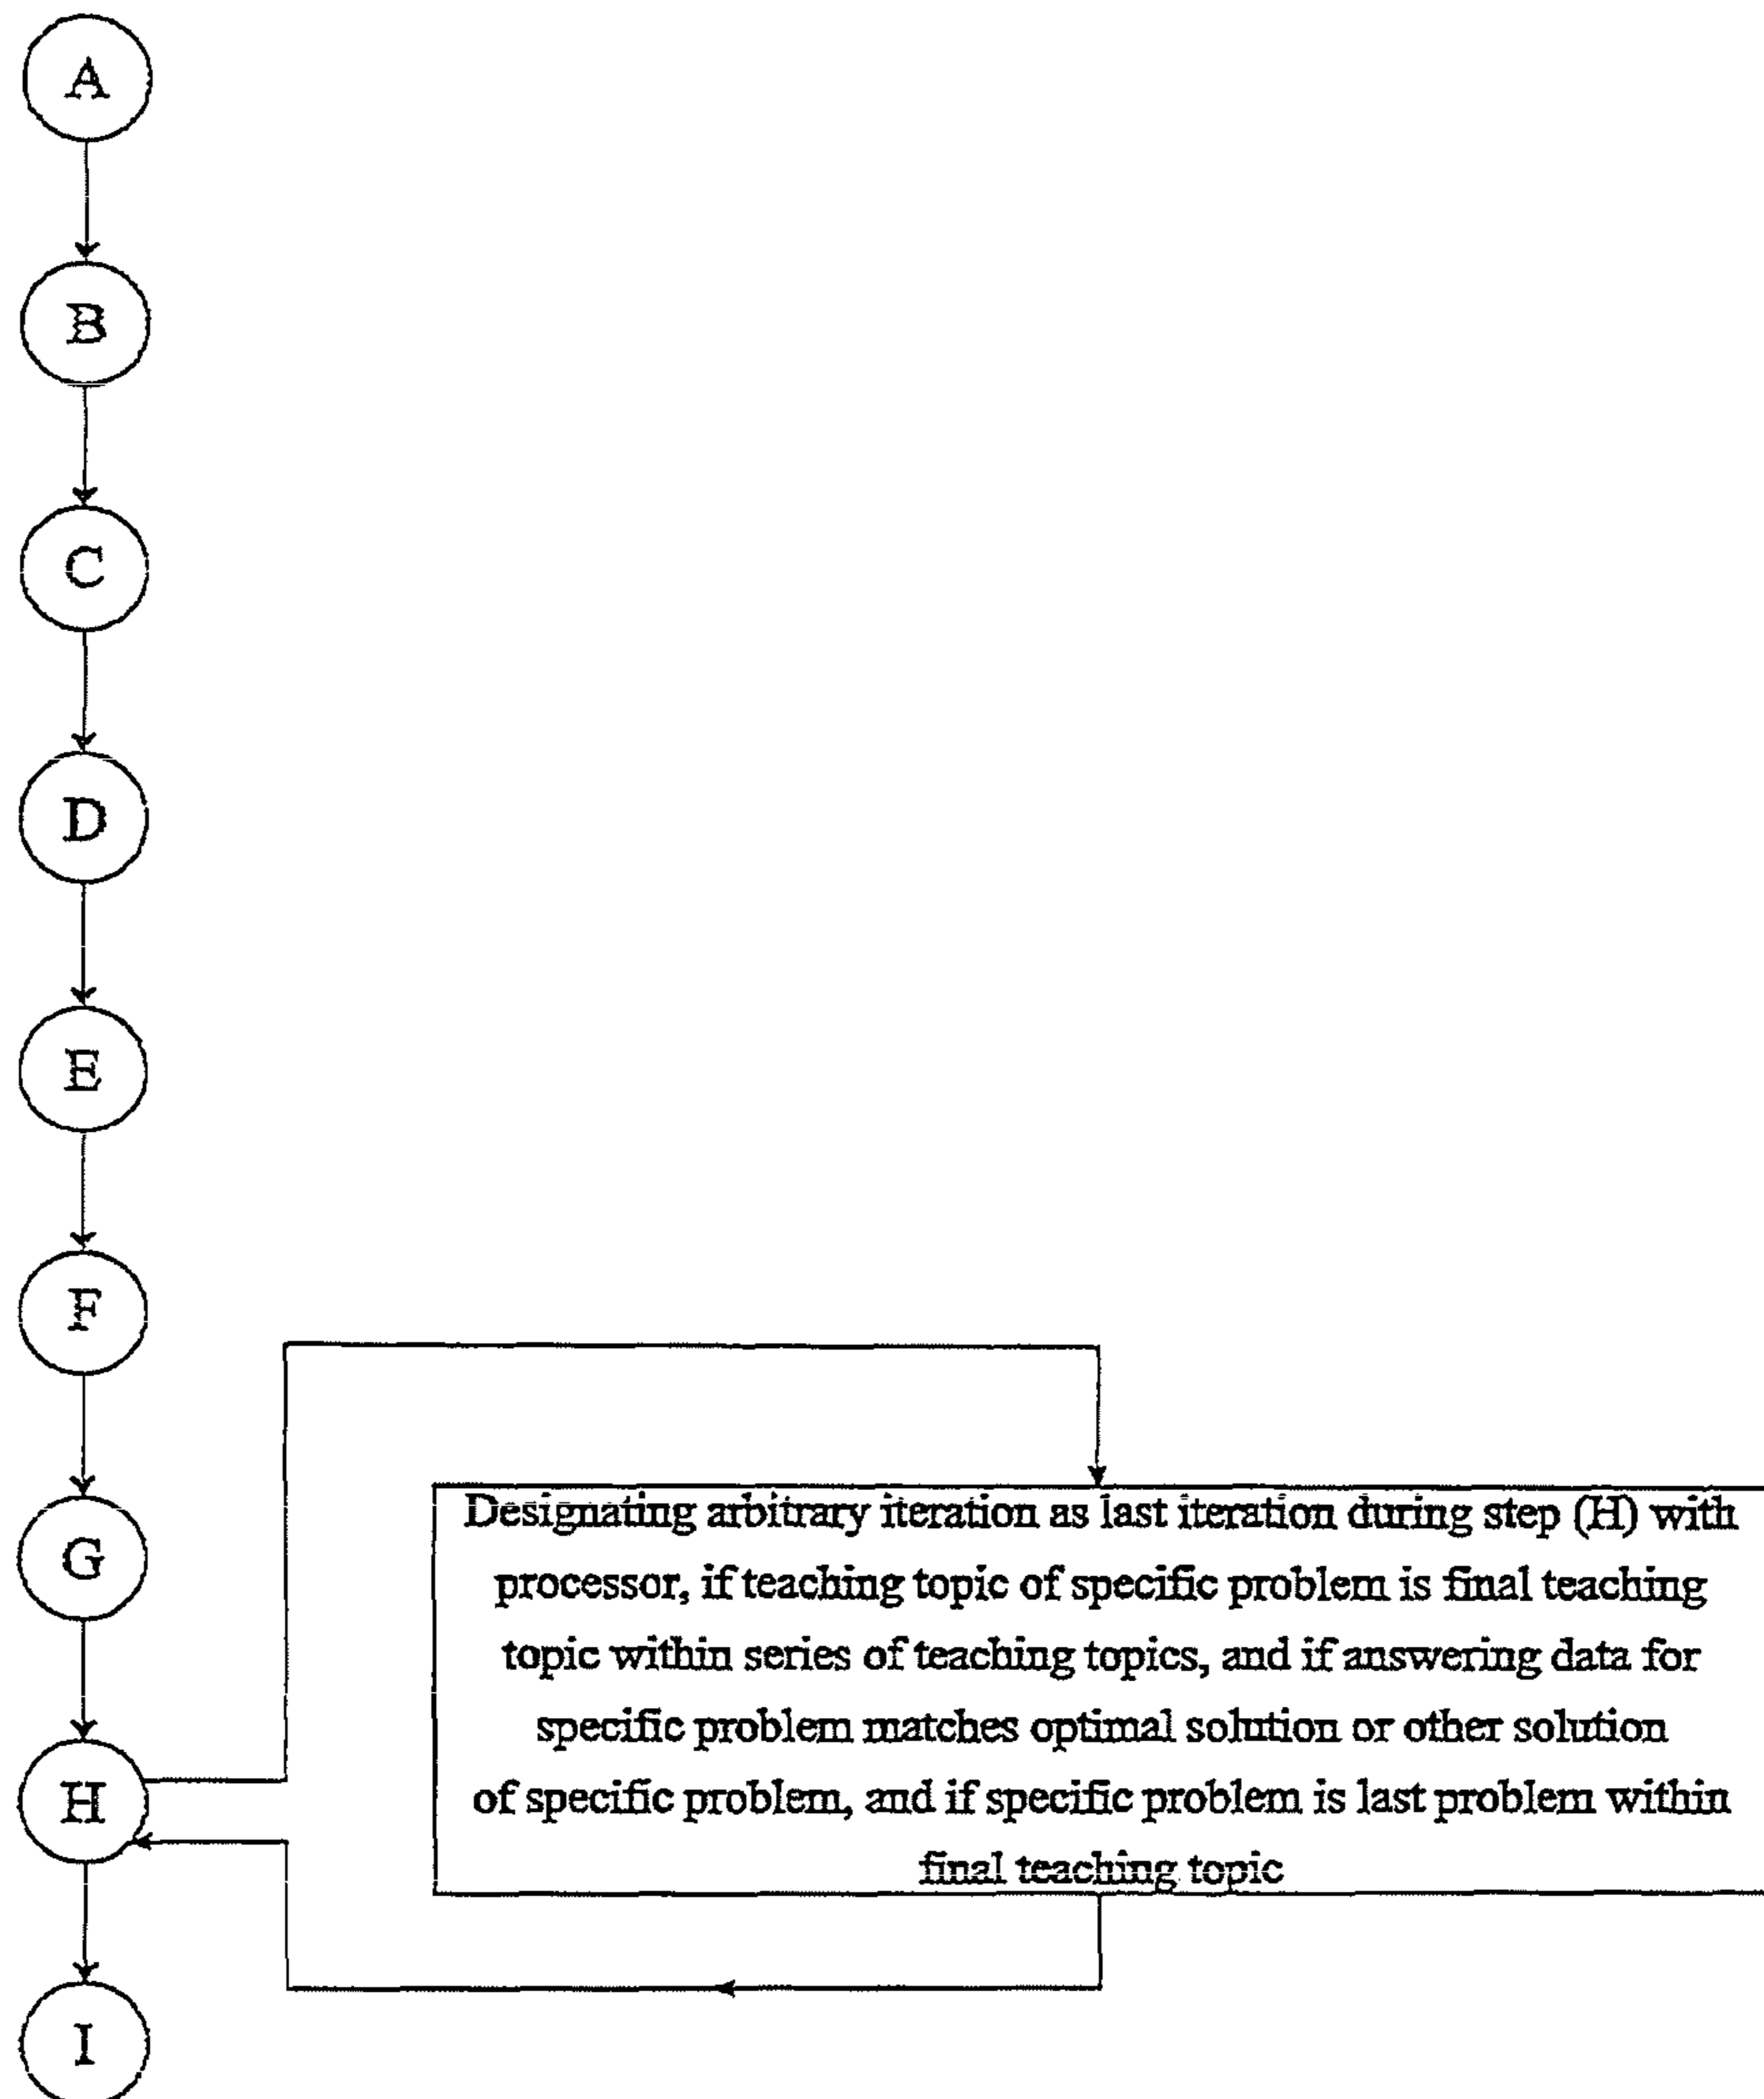 A
B
C
D
E
F
G
H
I
Designating arbitrary iteration as last iteration during step (H) with
processor, if teaching topic of specific problem is final teaching
topic within series of teaching topics, and if answering data for
specific problem matches optimal solution or other solution
of specific problem, and if specific problem is last problem within
final teaching topic